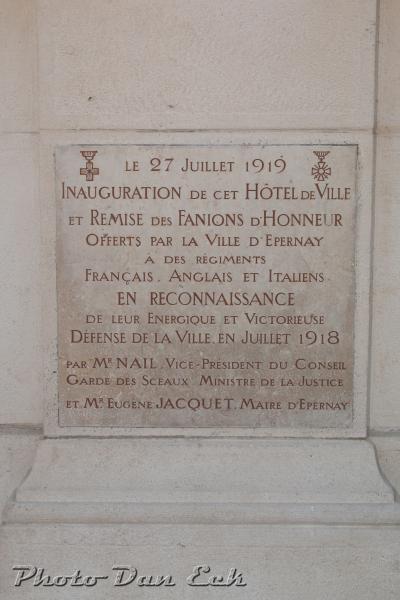 LE 27 JUILLET 1919
INAUGURATION DE CET HÔTEL DE VILLE
ET REMISE DES FANIONS D'HONNEUR
OFFERTS PAR LA VILLE D'EPERNAY
À DES RÉGIMENTS
FRANÇAIS, ANGLAIS ET ITALIENS
EN RECONNAISSANCE
DE LEUR ENERGIQUE ET VICTORIEUSE
DÉFENSE DE LA VILLE, EN JUILLET 1918
PAR MR NAIL, VICE-PRÉSIDENT DU CONSEIL
GARDE DES SCEAUX MINISTRE DE LA JUSTICE
ET MR EUGÈNE JACQUET, MAIRE D'EPERNAY
Photo Dan Eck